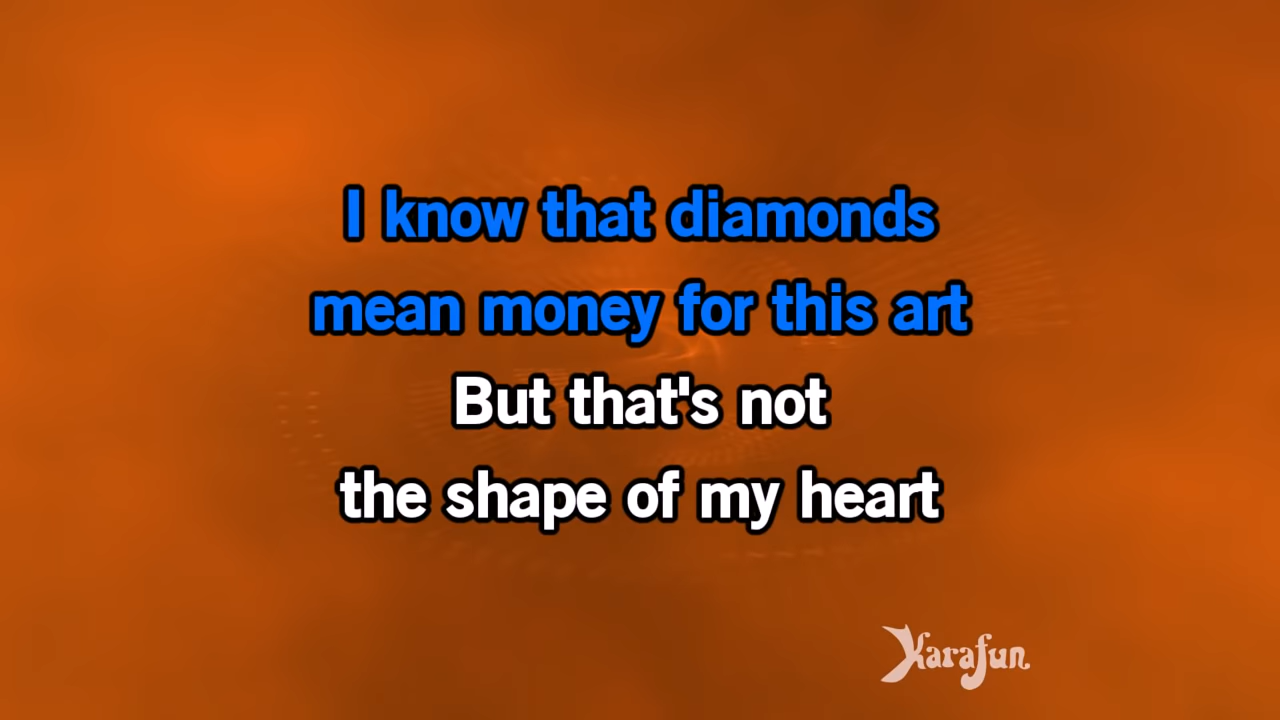 I know that diamonds
mean money for this art
But that's not
the shape of my heart
Karafun